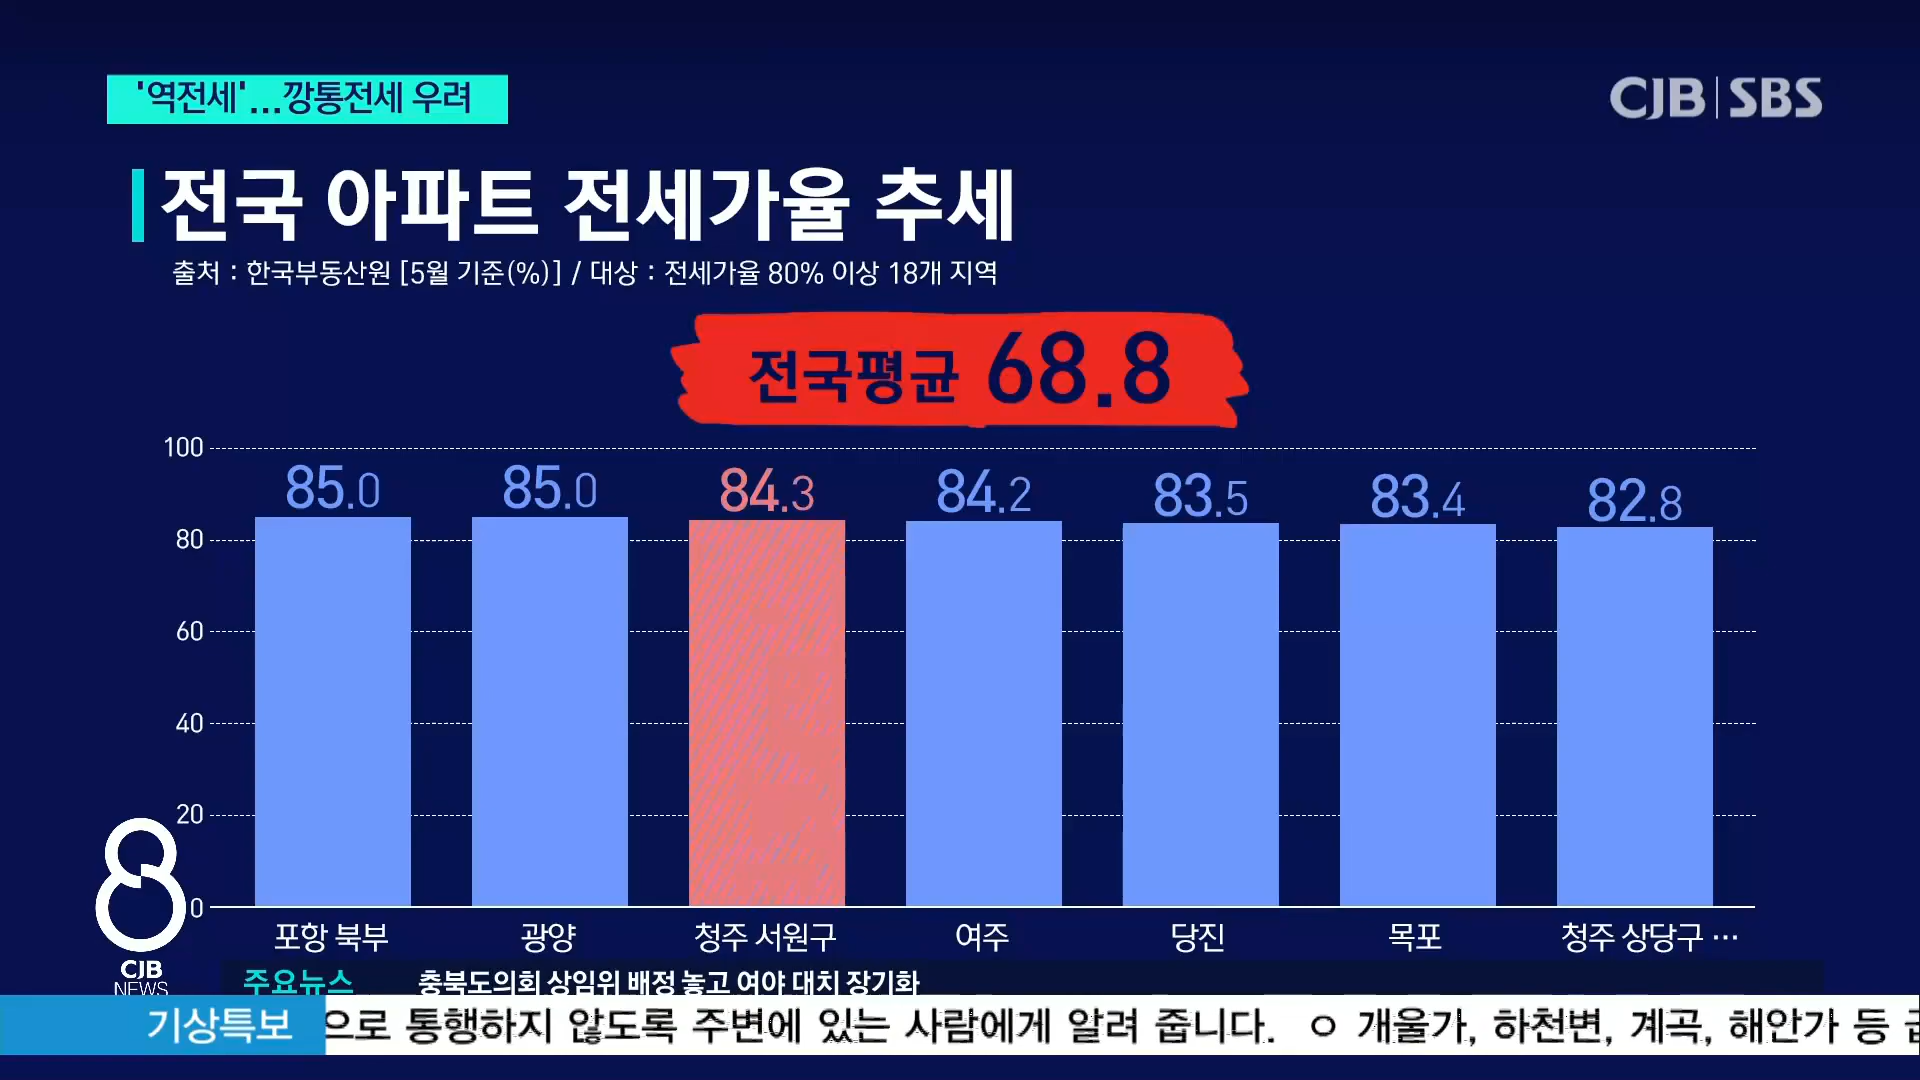 '역전세'...깡통전세 우려
CJB SBS
전국 아파트 전세가율 추세
출처 : 한국부동산원 [5월 기준(%)] / 대상 : 전세가율 80% 이상 18개 지역
전국평균 68.8
100
80
60
40
20
0
85.0 85.0 84.3 84.2 83.5 83.4 82.8
포항 북부 광양 청주 서원구 여주 당진 목포 청주 상당구 ···
8
CJB
NEWS
주요뉴스 충북도의회 상임위 배정 놓고 여야 대치 장기화
기상특보 으로 통행하지 않도록 주변에 있는 사람에게 알려 줍니다. ㅇ 개울가, 하천변, 계곡, 해안가 등